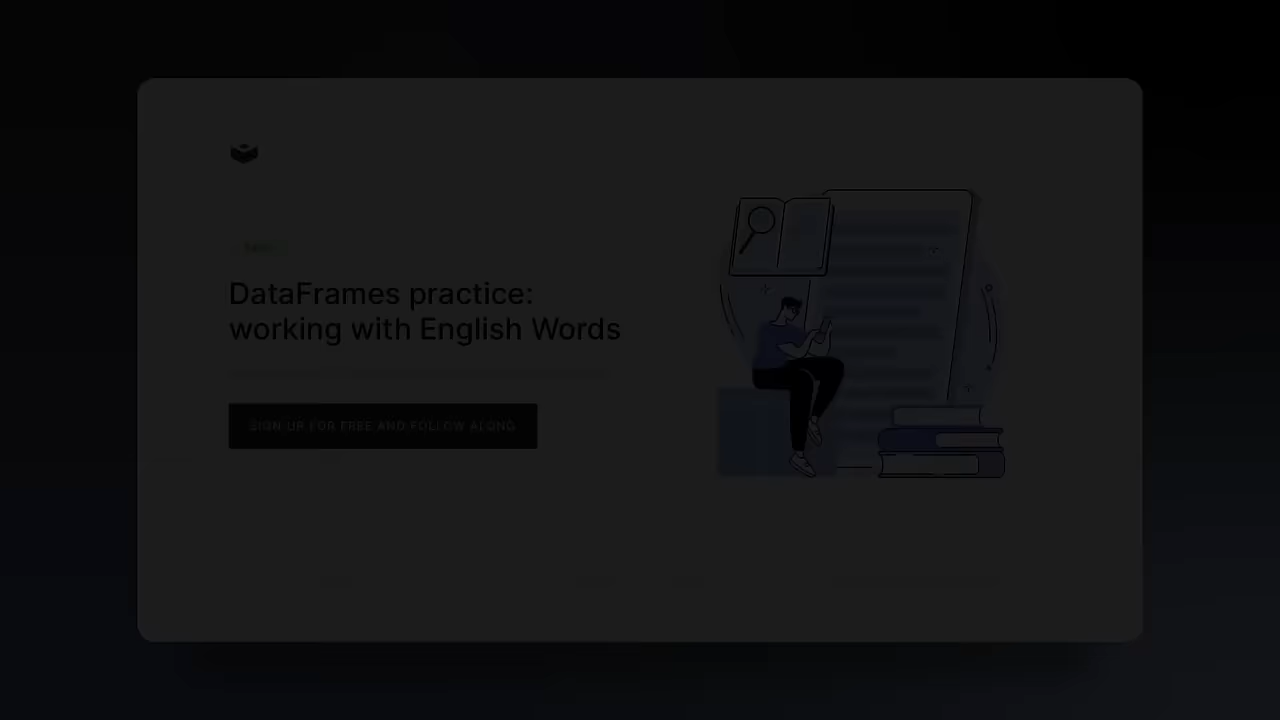 DataFrames practice:
working with English Words
SIGN UP FOR FREE AND FOLLOW ALONG